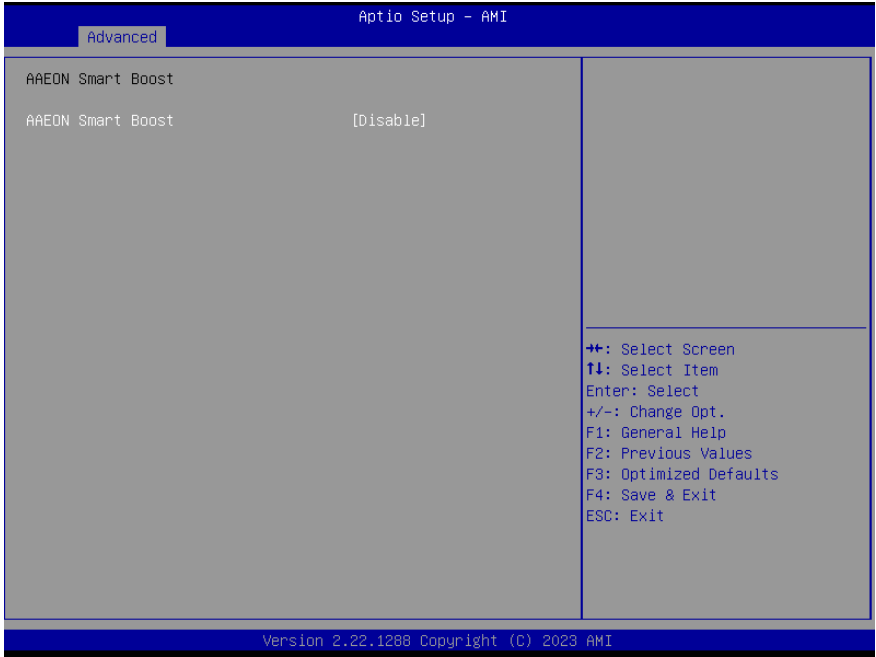 Aptio Setup - AMI
Advanced
AAEON Smart Boost
AAEON Smart Boost [Disable]
→←: Select Screen
↑↓: Select Item
Enter: Select
+/-: Change Opt.
F1: General Help
F2: Previous Values
F3: Optimized Defaults
F4: Save & Exit
ESC: Exit
Version 2.22.1288 Copyright (C) 2023 AMI